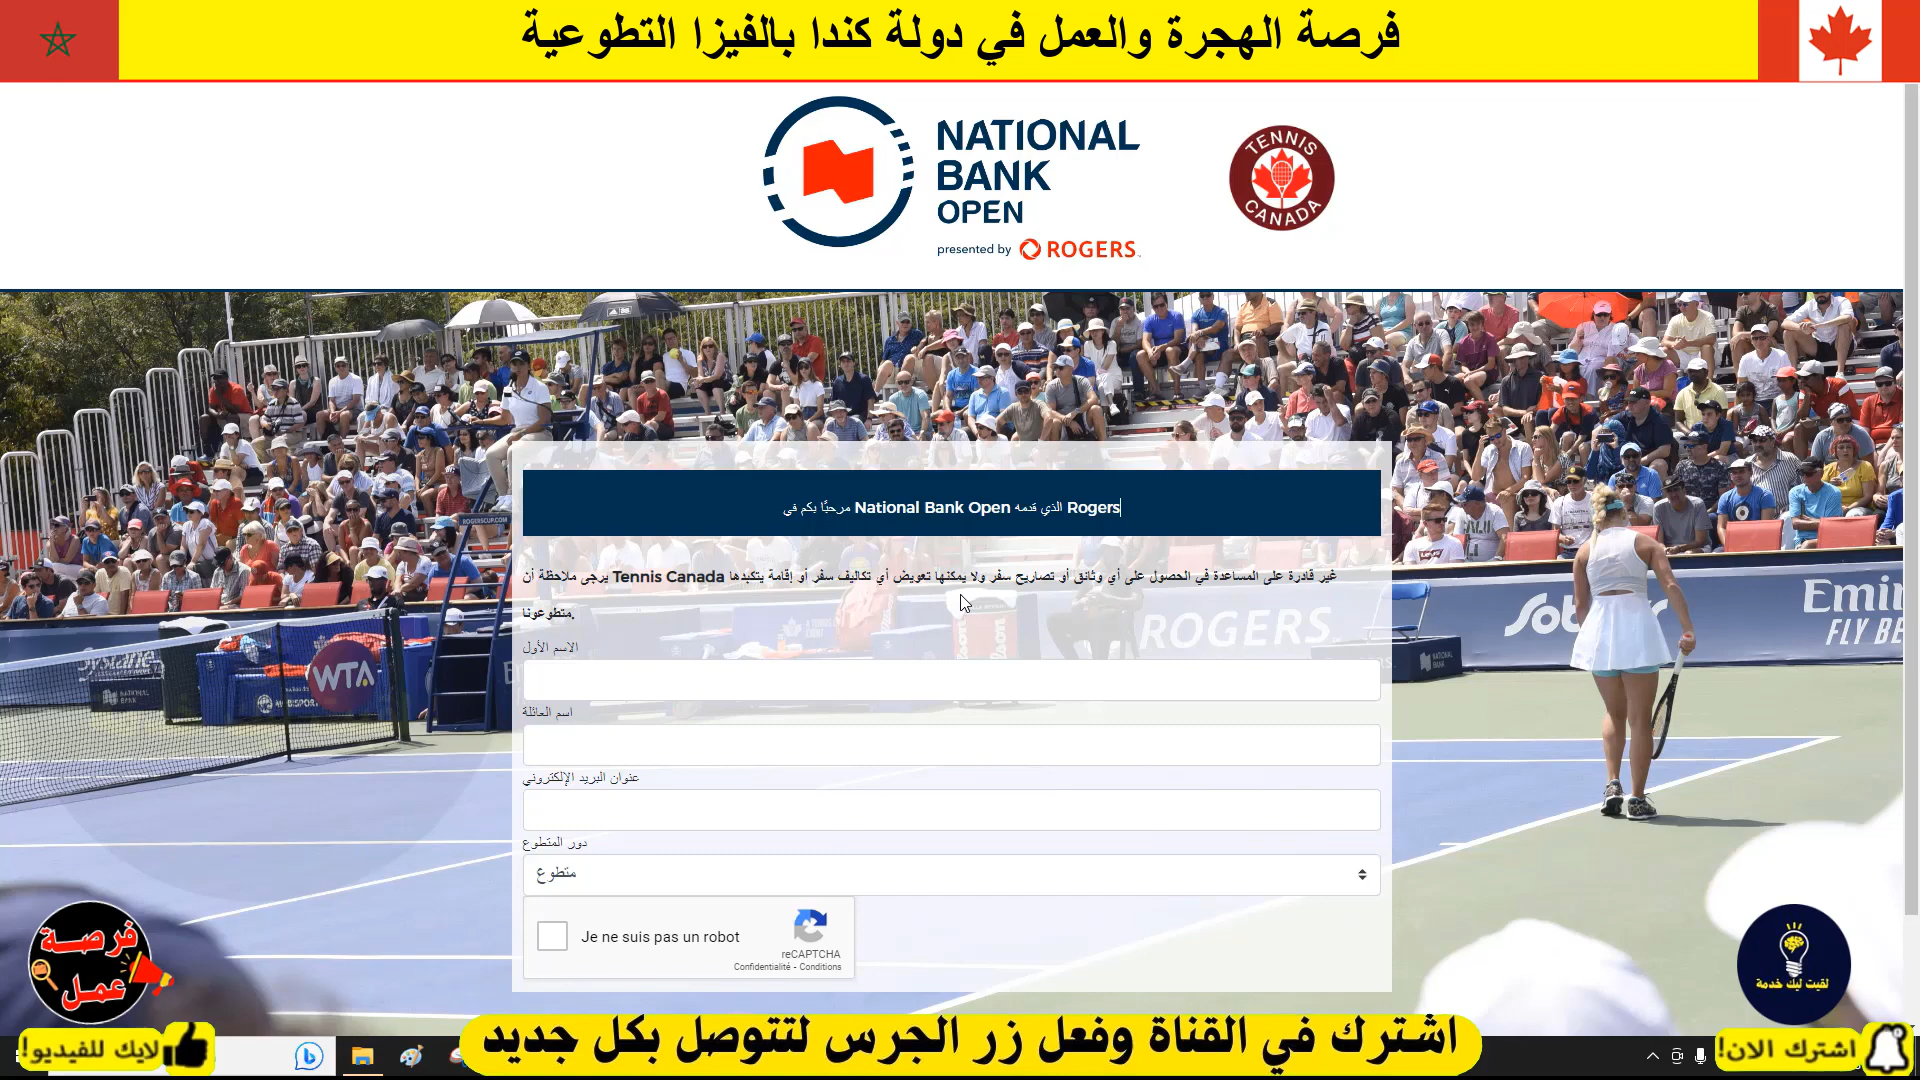 فرصة الهجرة والعمل في دولة كندا بالفيزا التطوعية
NATIONAL
BANK
OPEN
presented by ROGERS
TENNIS CANADA
مرحبًا بكم في National Bank Open الذي قدمه Rogers
يرجى ملاحظة أن Tennis Canada غير قادرة على المساعدة في الحصول على أي وثائق أو تصاريح سفر ولا يمكنها تعويض أي تكاليف سفر أو إقامة يتكبدها
متطوعونا.
الاسم الأول
اسم العائلة
عنوان البريد الإلكتروني
دور المتطوع
متطوع
Je ne suis pas un robot
reCAPTCHA
Confidentialité - Conditions
ROGERSCUP.COM
WTA
ROGERS
NATIONAL BANK
FLY BE
فرصة
عمل
لقيت ليك خدمة
لايك للفيديو!
اشترك في القناة وفعل زر الجرس لتتوصل بكل جديد
اشترك الان!